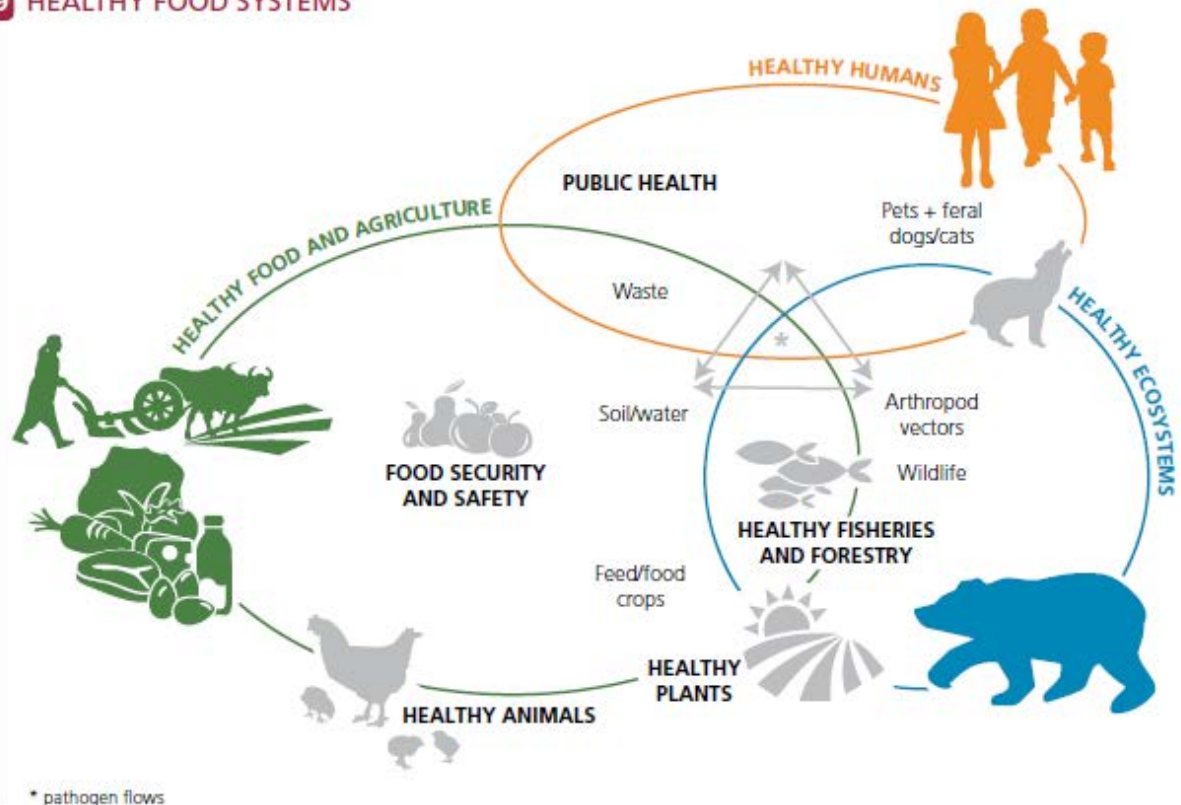 9 HEALTHY FOOD SYSTEMS
HEALTHY HUMANS
PUBLIC HEALTH
HEALTHY FOOD AND AGRICULTURE
Pets + feral
dogs/cats
Waste
HEALTHY ECOSYSTEMS
*
Soil/water
Arthropod
vectors
FOOD SECURITY
AND SAFETY
Wildlife
HEALTHY FISHERIES
AND FORESTRY
Feed/food
crops
HEALTHY
PLANTS
HEALTHY ANIMALS
* pathogen flows